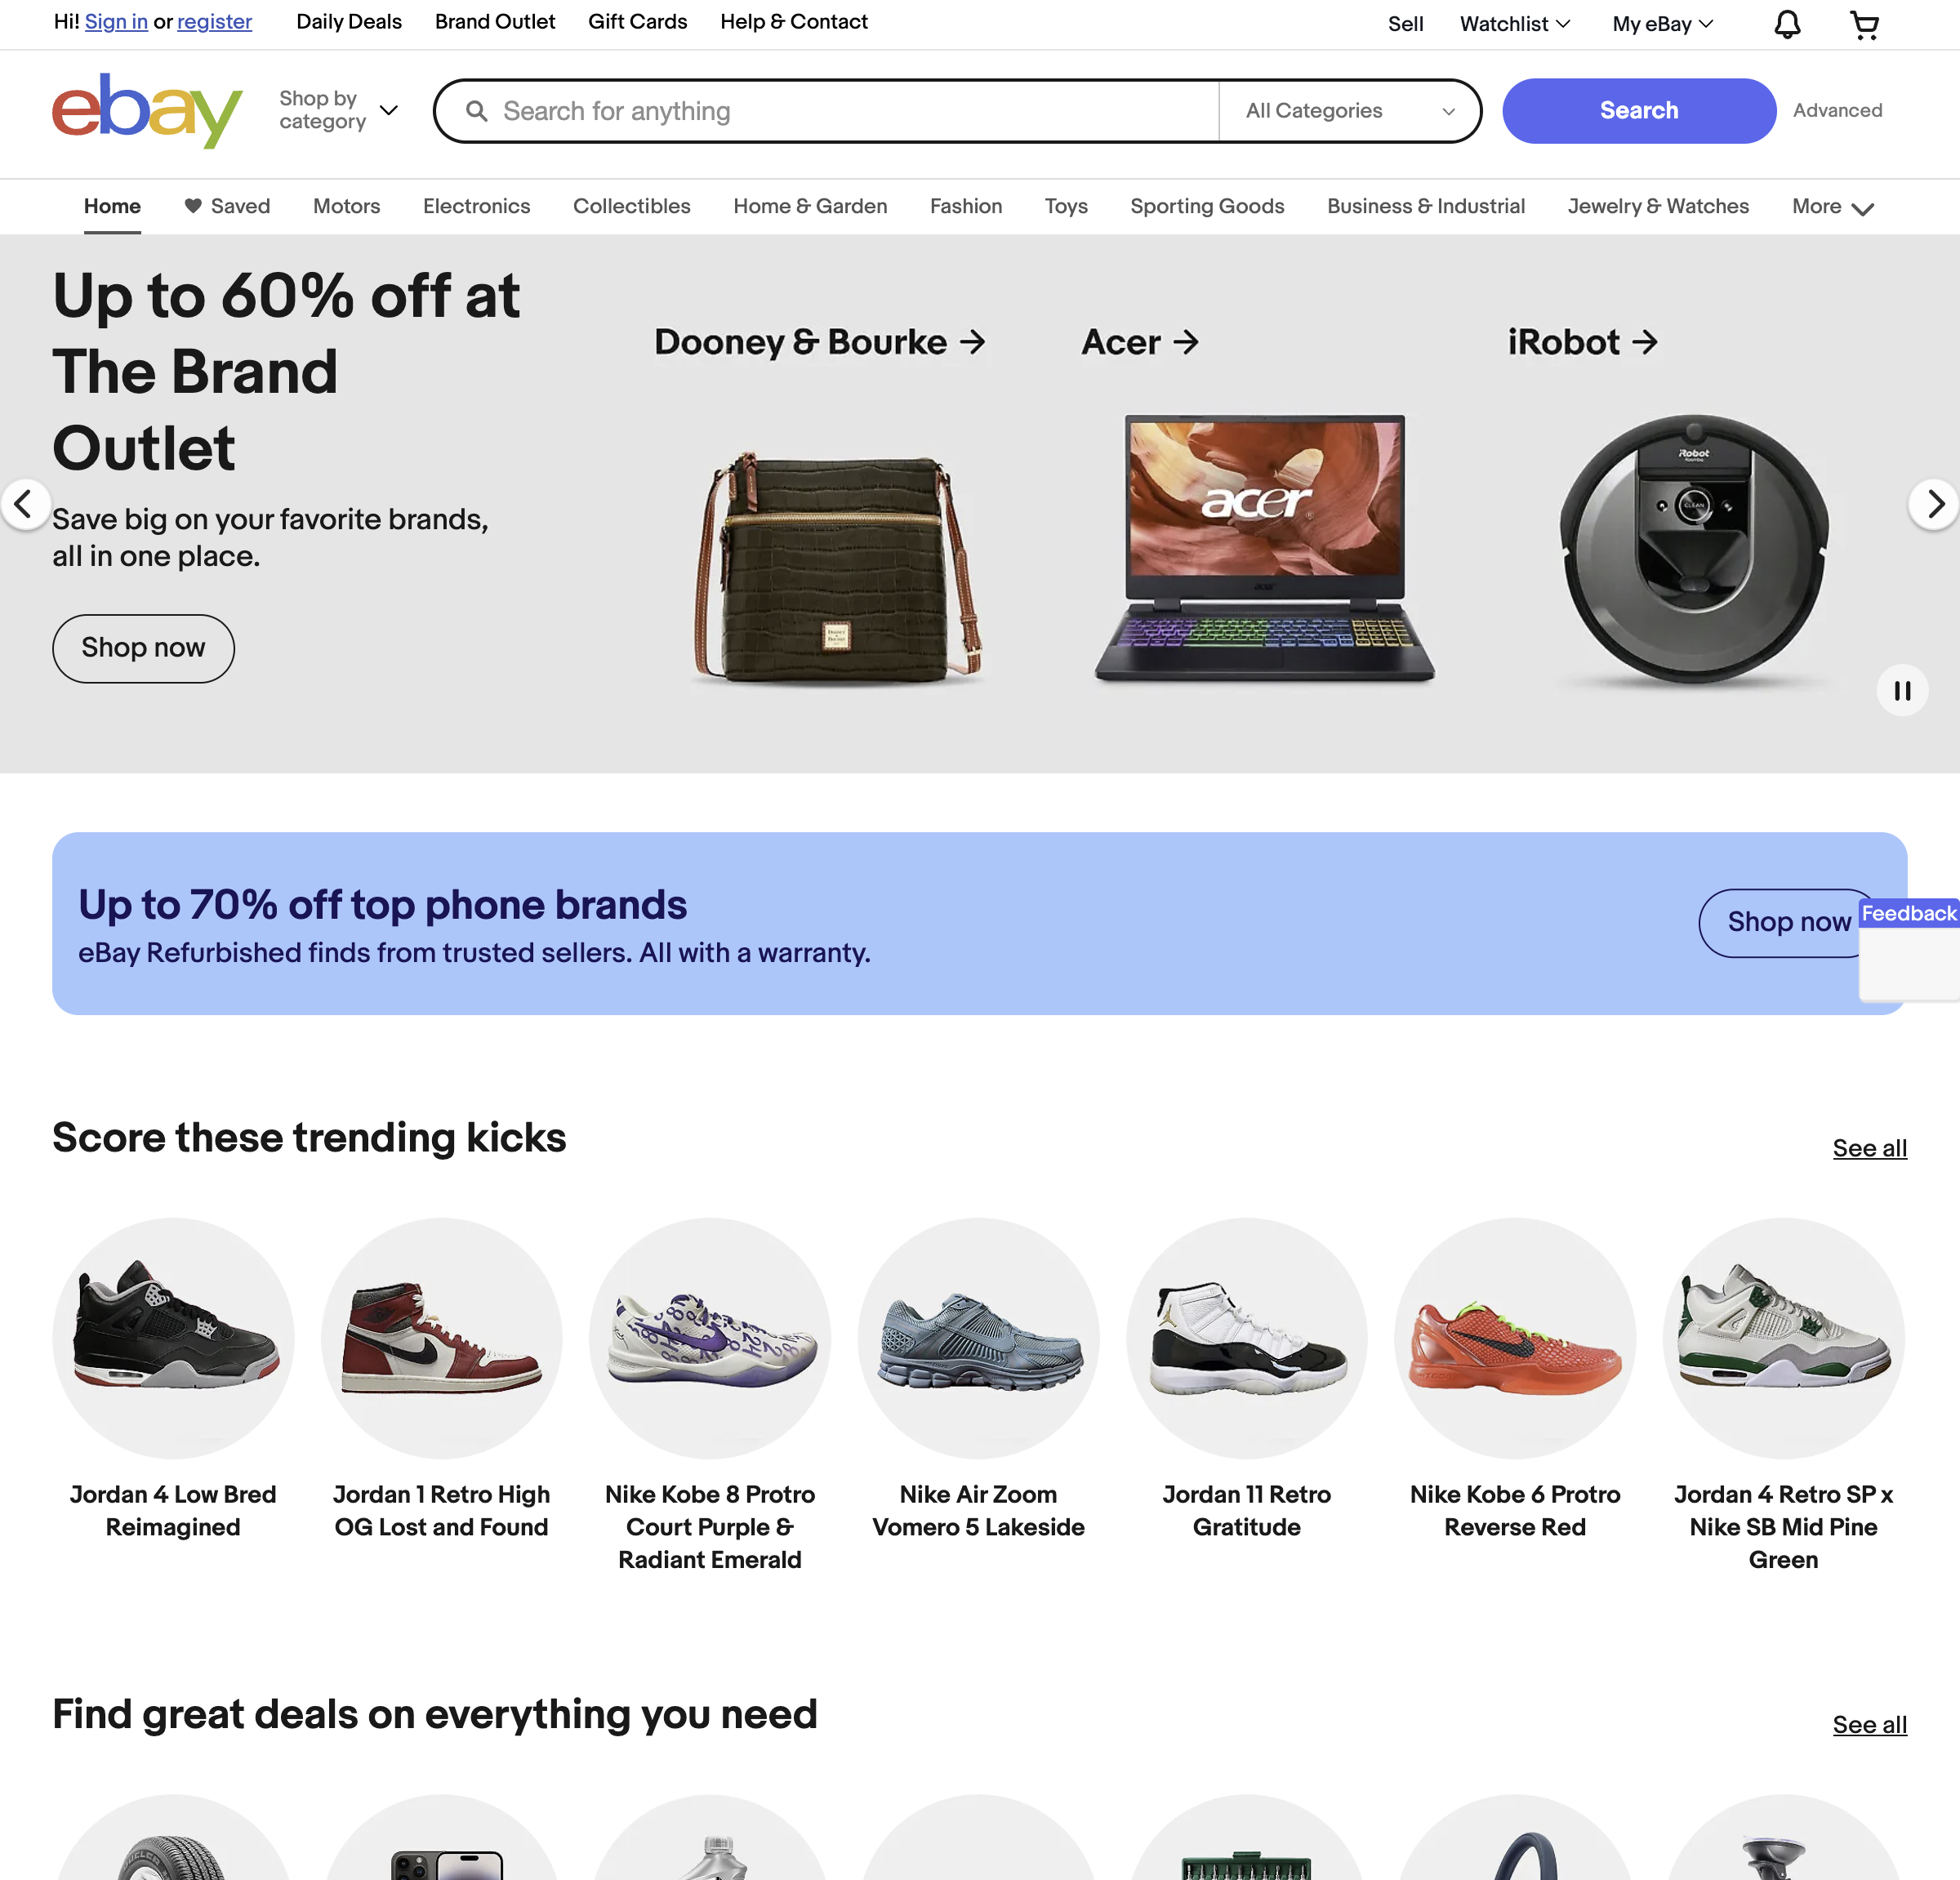 Hi! Sign in or register
Daily Deals
Brand Outlet
Gift Cards
Help & Contact
Sell
Watchlist
My eBay
ebay
Shop by
category
Search for anything
All Categories
Search
Advanced
Home
Saved
Motors
Electronics
Collectibles
Home & Garden
Fashion
Toys
Sporting Goods
Business & Industrial
Jewelry & Watches
More
Up to 60% off at
The Brand
Outlet
Save big on your favorite brands,
all in one place.
Shop now
Dooney & Bourke →
Acer →
iRobot →
acer
iRobot
CLEAN
Up to 70% off top phone brands
eBay Refurbished finds from trusted sellers. All with a warranty.
Shop now
Feedback
Score these trending kicks
See all
Jordan 4 Low Bred
Reimagined
Jordan 1 Retro High
OG Lost and Found
Nike Kobe 8 Protro
Court Purple &
Radiant Emerald
Nike Air Zoom
Vomero 5 Lakeside
Jordan 11 Retro
Gratitude
Nike Kobe 6 Protro
Reverse Red
Jordan 4 Retro SP x
Nike SB Mid Pine
Green
Find great deals on everything you need
See all